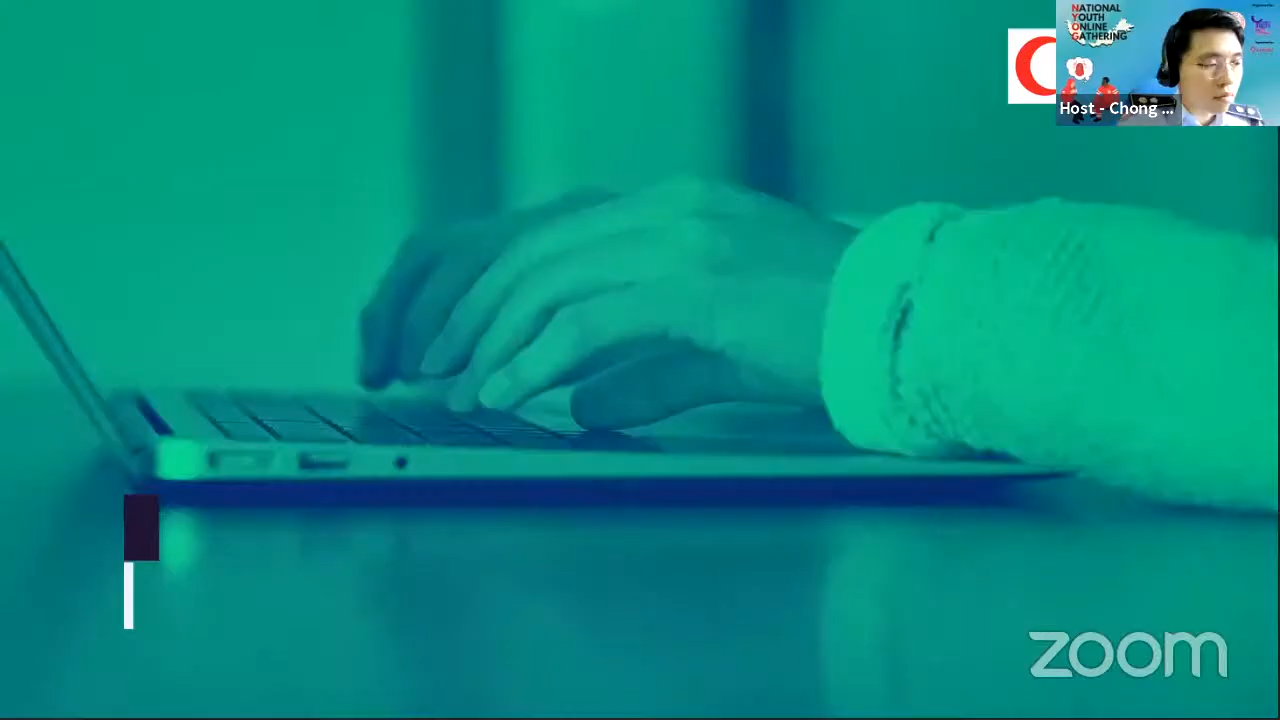 NATIONAL
YOUTH
ONLINE
GATHERING
Host - Chong ...
zoom